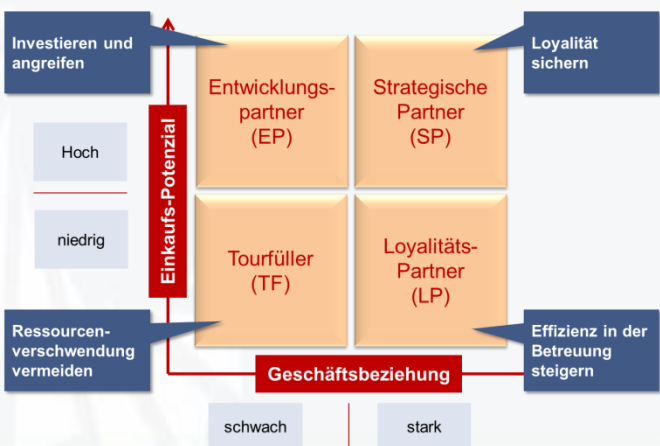 Investieren und
angreifen
Loyalität
sichern
Entwicklungs-
partner
(EP)
Strategische
Partner
(SP)
Einkaufs-Potenzial
Hoch
niedrig
Tourfüller
(TF)
Loyalitäts-
Partner
(LP)
Ressourcen-
verschwendung
vermeiden
Effizienz in der
Betreuung
steigern
Geschäftsbeziehung
schwach
stark